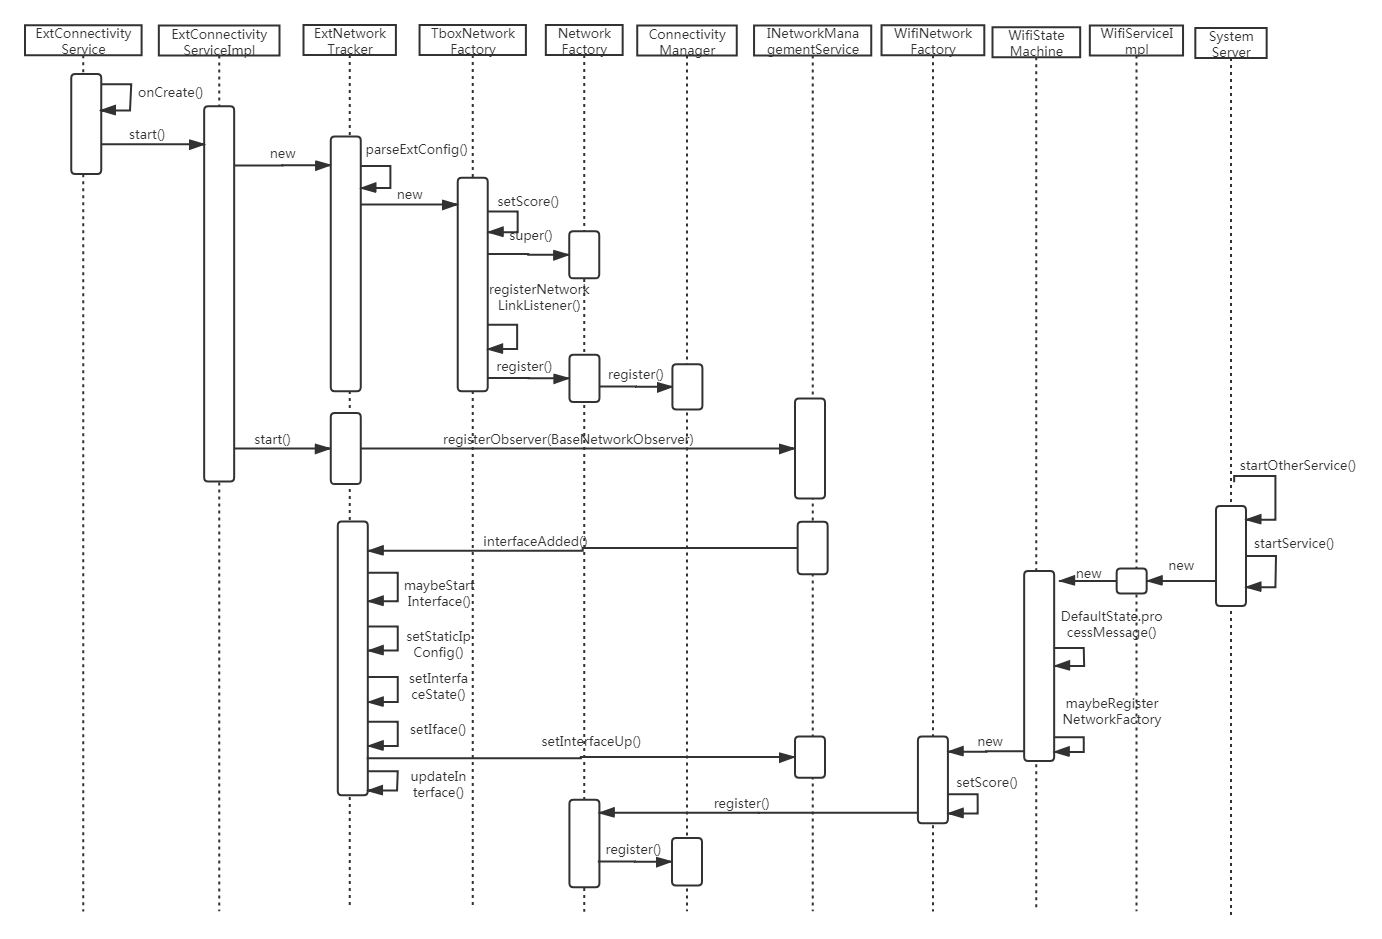 ExtConnectivity
Service
ExtConnectivity
ServiceImpl
ExtNetwork
Tracker
TboxNetwork
Factory
Network
Factory
Connectivity
Manager
INetworkMana
gementService
WifiNetwork
Factory
WifiState
Machine
WifiServiceI
mpl
System
Server
onCreate()
start()
new
parseExtConfig()
new
setScore()
super()
registerNetwork
LinkListener()
register()
register()
start()
registerObserver(BaseNetworkObserver)
startOtherService()
startService()
new
new
interfaceAdded()
maybeStart
Interface()
DefaultState.pro
cessMessage()
setStaticIp
Config()
setInterfa
ceState()
maybeRegister
NetworkFactory
setIface()
setInterfaceUp()
new
updateIn
terface()
setScore()
register()
register()